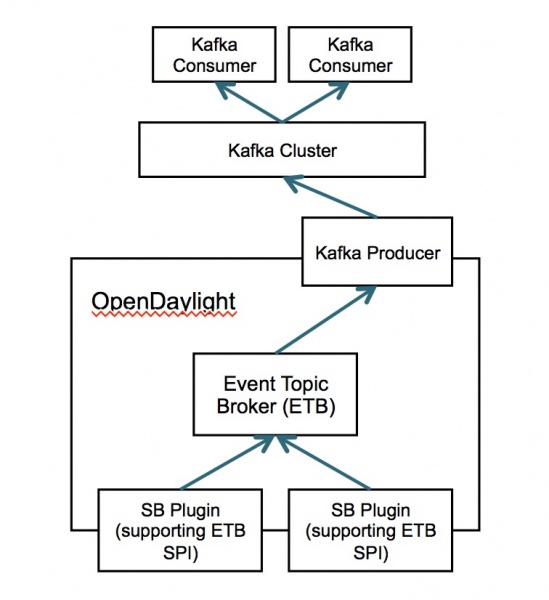 Kafka
Consumer
Kafka
Consumer
Kafka Cluster
Kafka Producer
OpenDaylight
Event Topic
Broker (ETB)
SB Plugin
(supporting ETB
SPI)
SB Plugin
(supporting ETB
SPI)